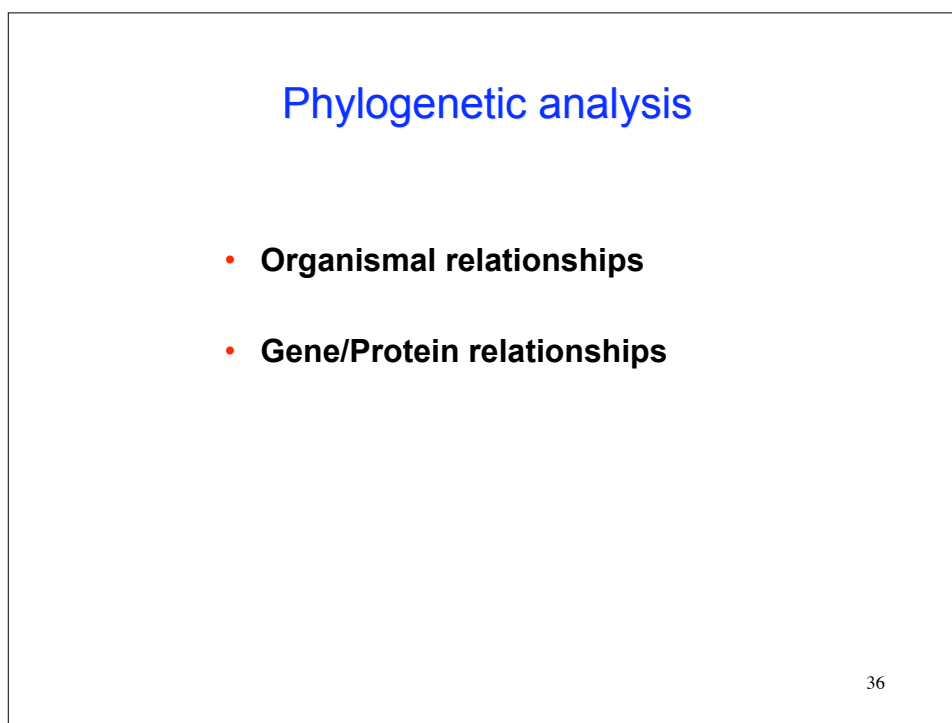 Phylogenetic analysis
• Organismal relationships
• Gene/Protein relationships
36